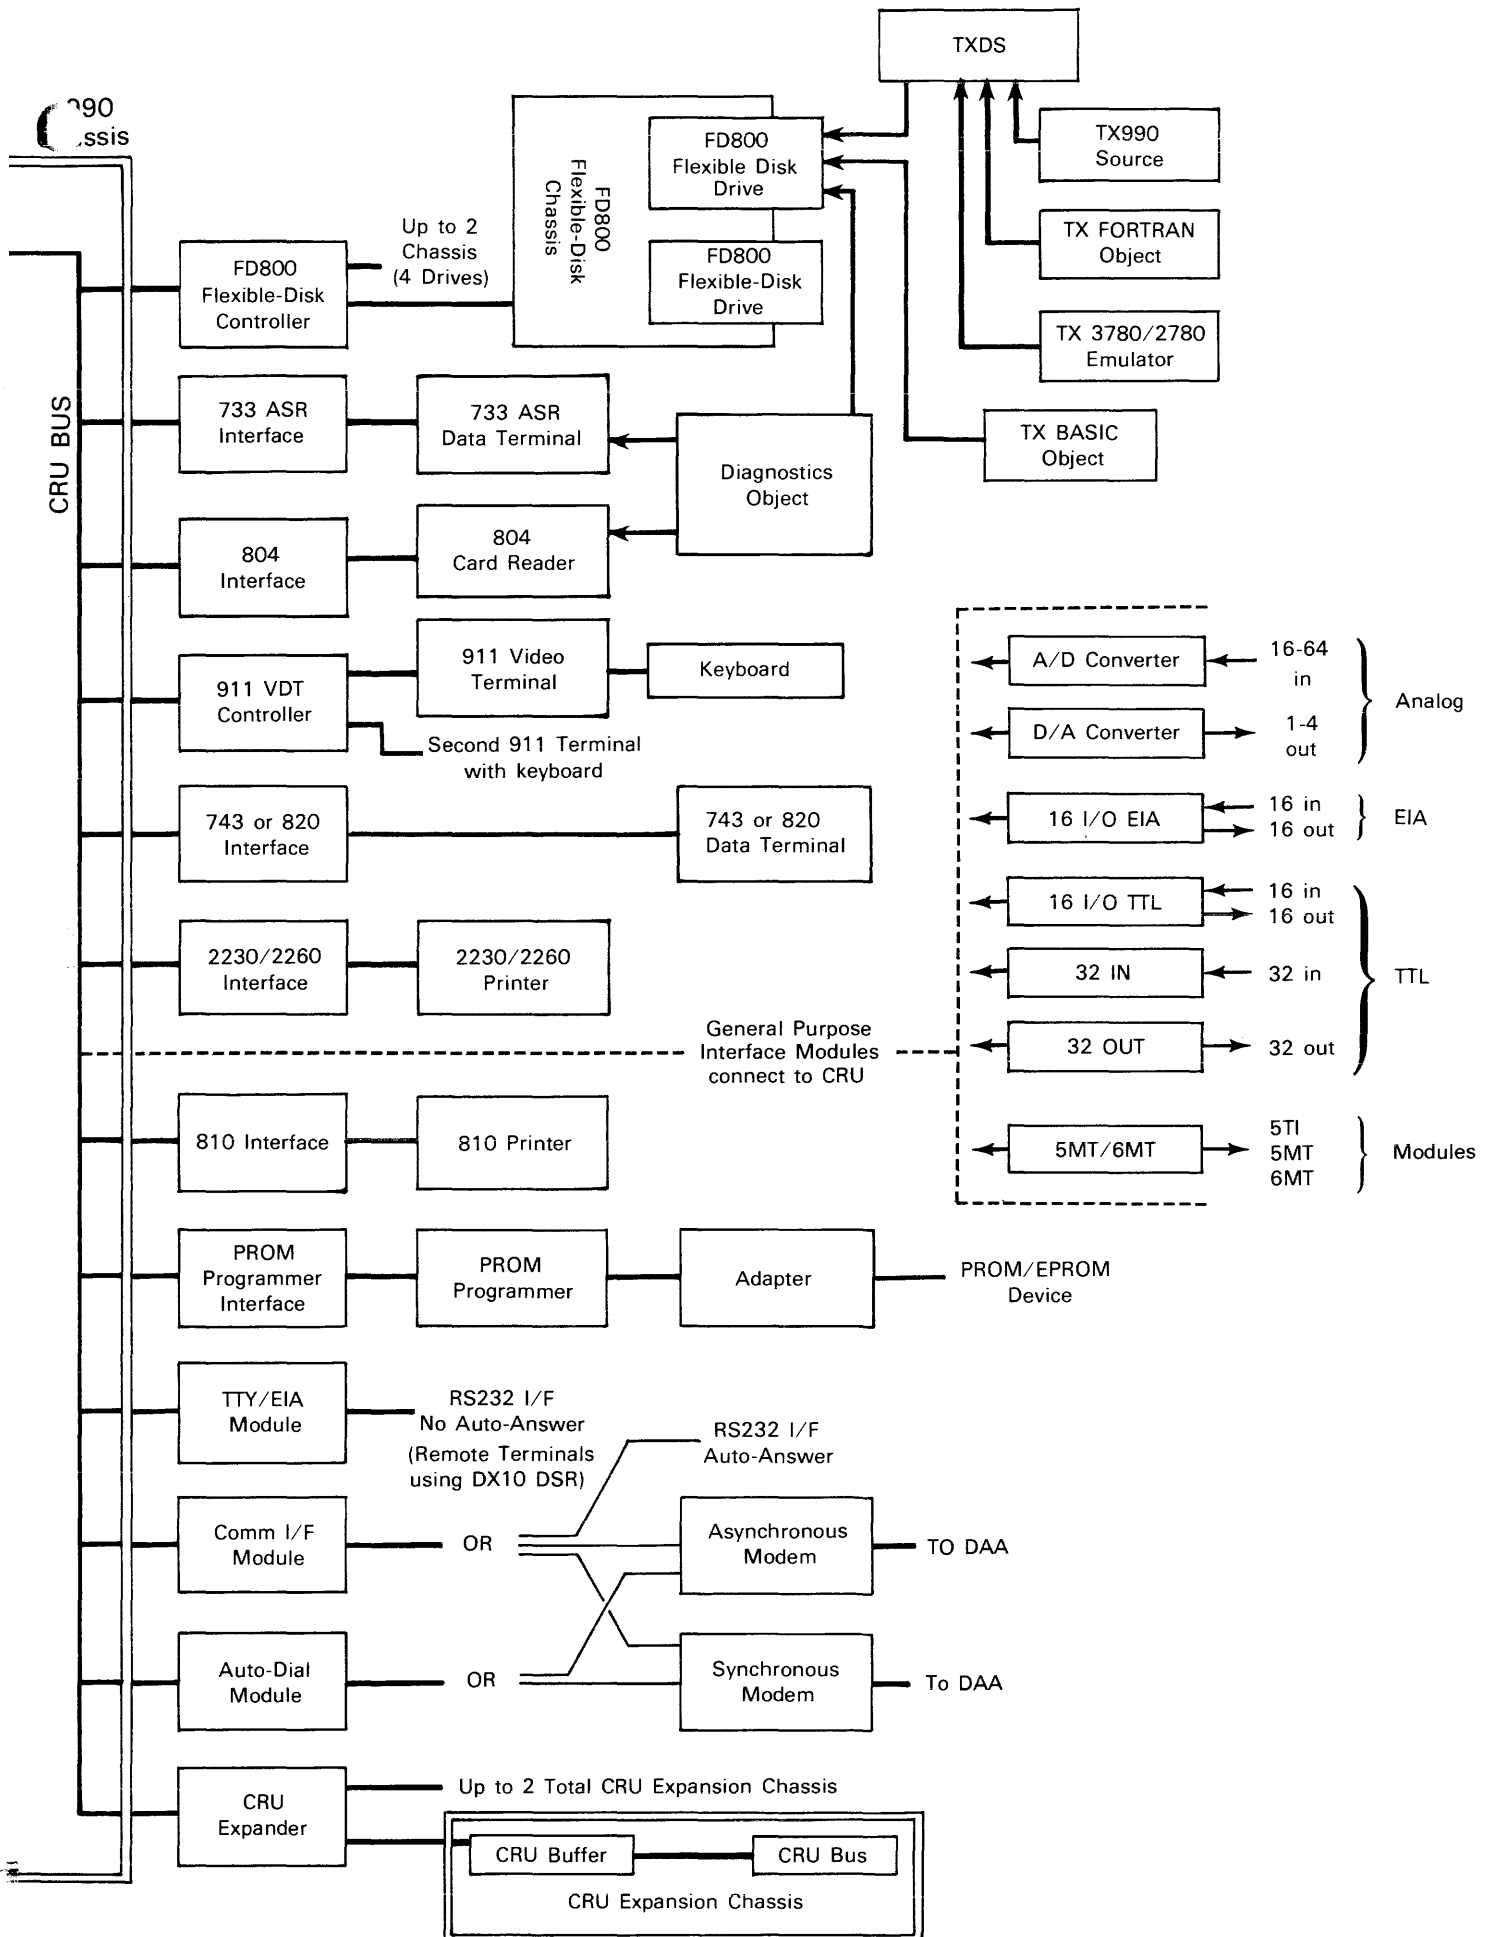 TXDS
990
ssis
FD800
Flexible-Disk
Chassis
FD800
Flexible Disk
Drive
FD800
Flexible-Disk
Drive
TX990
Source
TX FORTRAN
Object
TX 3780/2780
Emulator
TX BASIC
Object
Up to 2
Chassis
(4 Drives)
FD800
Flexible-Disk
Controller
CRU BUS
733 ASR
Interface
733 ASR
Data Terminal
Diagnostics
Object
804
Interface
804
Card Reader
911 VDT
Controller
911 Video
Terminal
Keyboard
Second 911 Terminal
with keyboard
743 or 820
Interface
743 or 820
Data Terminal
2230/2260
Interface
2230/2260
Printer
General Purpose
Interface Modules
connect to CRU
A/D Converter
16-64
in
D/A Converter
1-4
out
Analog
16 I/O EIA
16 in
16 out
EIA
16 I/O TTL
16 in
16 out
32 IN
32 in
TTL
32 OUT
32 out
5MT/6MT
5TI
5MT
6MT
Modules
810 Interface
810 Printer
PROM
Programmer
Interface
PROM
Programmer
Adapter
PROM/EPROM
Device
TTY/EIA
Module
RS232 I/F
No Auto-Answer
(Remote Terminals
using DX10 DSR)
RS232 I/F
Auto-Answer
Comm I/F
Module
OR
Asynchronous
Modem
TO DAA
Auto-Dial
Module
OR
Synchronous
Modem
To DAA
CRU
Expander
Up to 2 Total CRU Expansion Chassis
CRU Buffer
CRU Bus
CRU Expansion Chassis